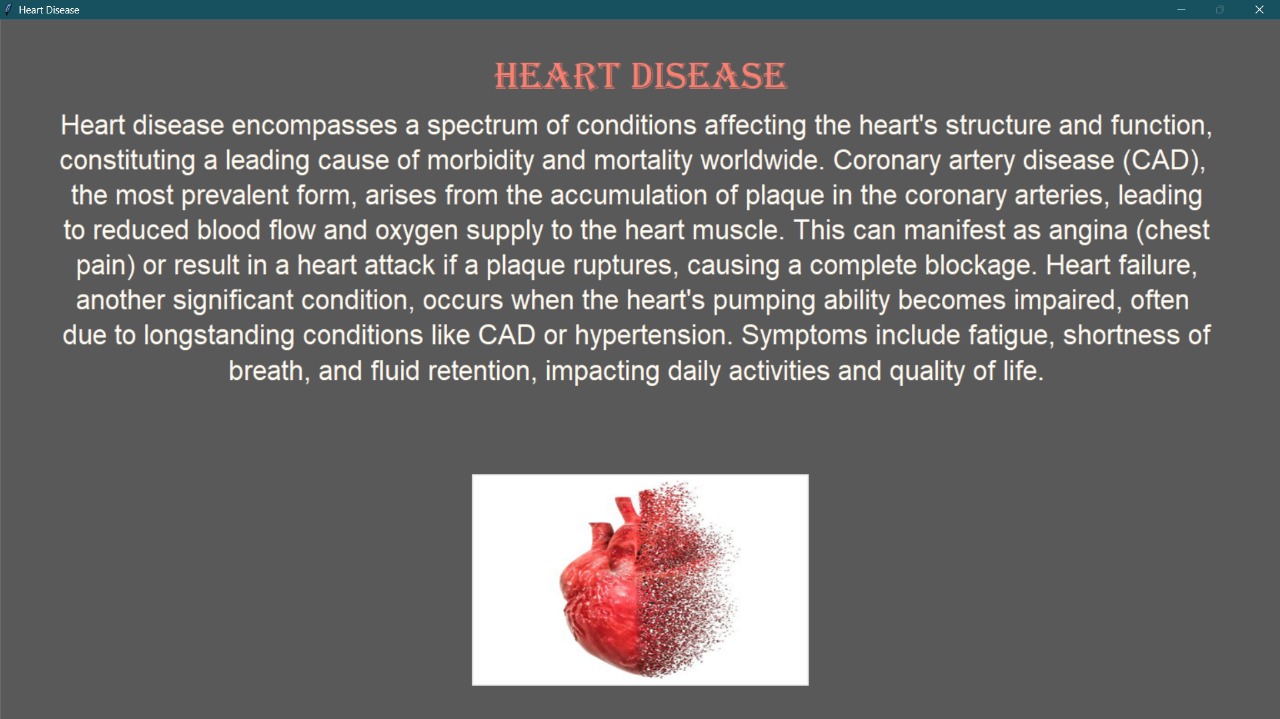 Heart Disease
HEART DISEASE
Heart disease encompasses a spectrum of conditions affecting the heart's structure and function,
constituting a leading cause of morbidity and mortality worldwide. Coronary artery disease (CAD),
the most prevalent form, arises from the accumulation of plaque in the coronary arteries, leading
to reduced blood flow and oxygen supply to the heart muscle. This can manifest as angina (chest
pain) or result in a heart attack if a plaque ruptures, causing a complete blockage. Heart failure,
another significant condition, occurs when the heart's pumping ability becomes impaired, often
due to longstanding conditions like CAD or hypertension. Symptoms include fatigue, shortness of
breath, and fluid retention, impacting daily activities and quality of life.